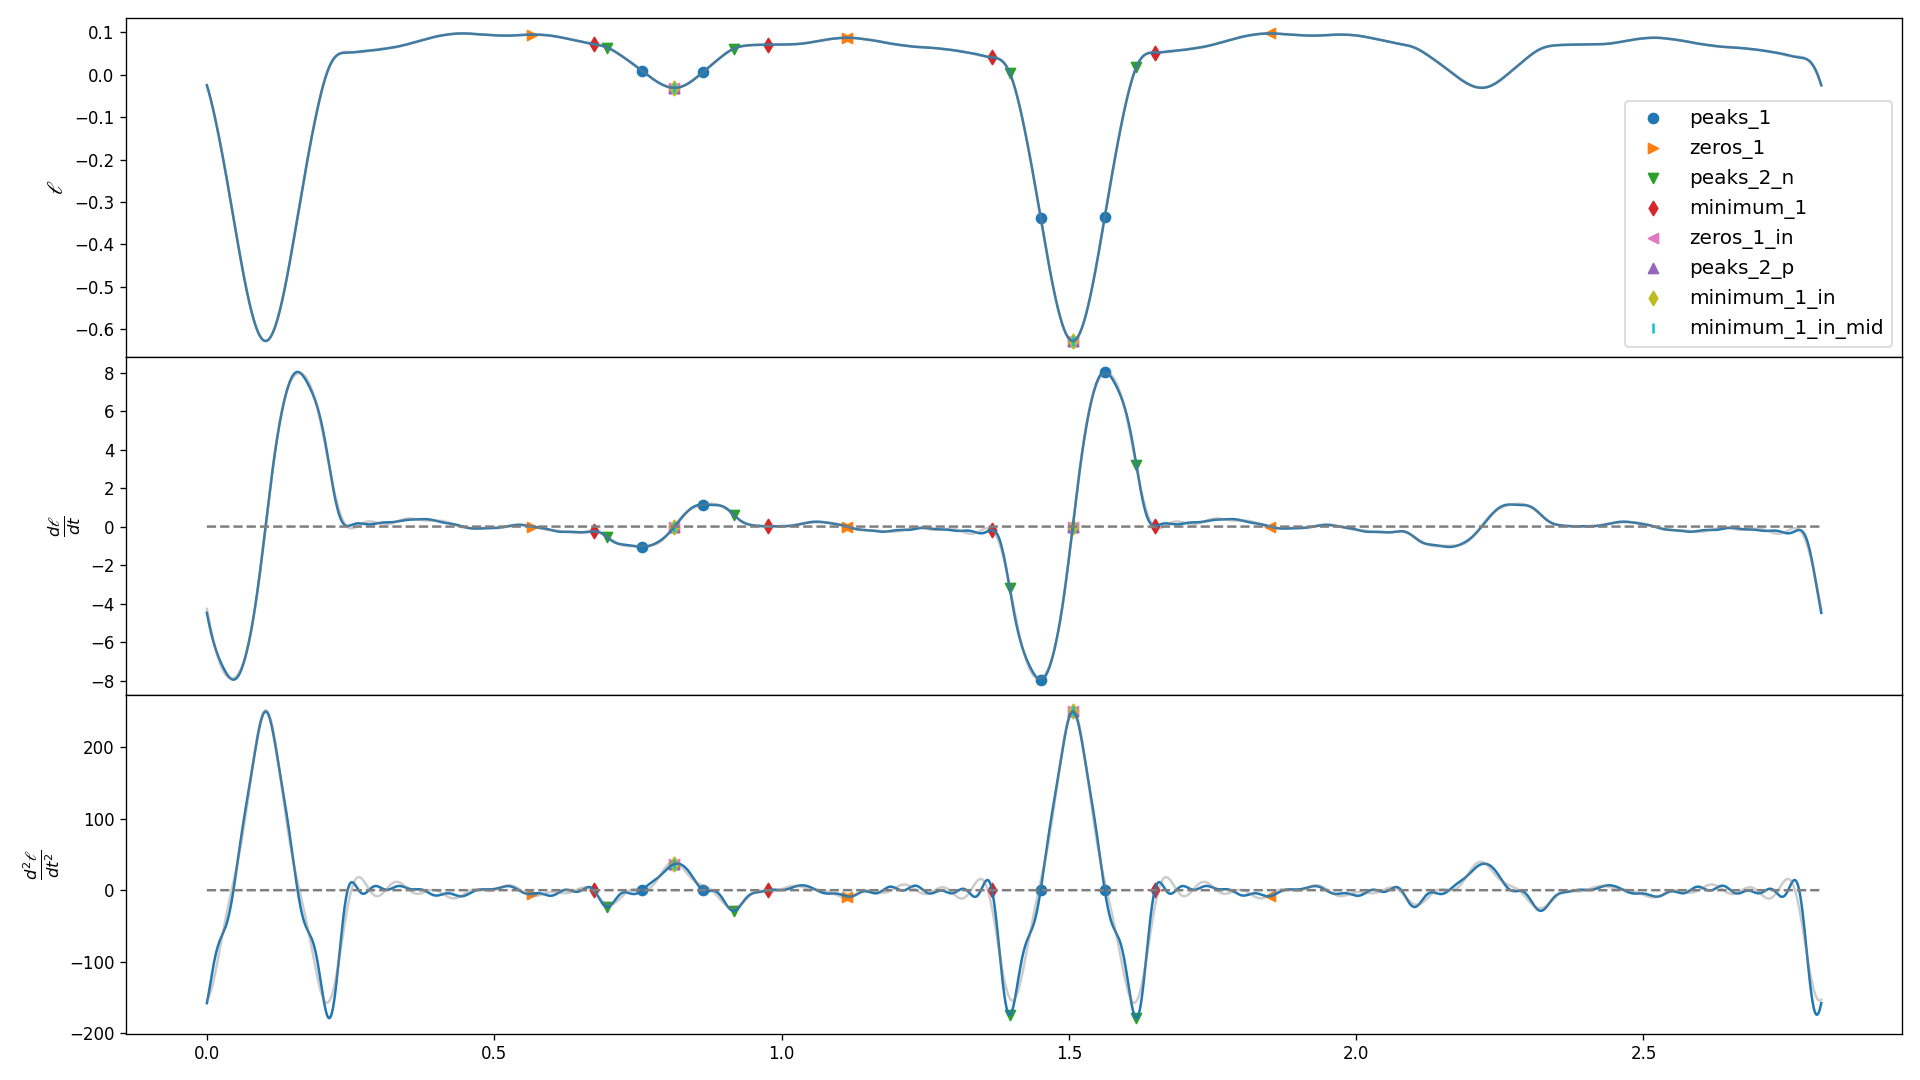 0.1
0.0
−0.1
−0.2
−0.3
−0.4
−0.5
−0.6
ℓ
peaks_1
zeros_1
peaks_2_n
minimum_1
zeros_1_in
peaks_2_p
minimum_1_in
minimum_1_in_mid
8
6
4
2
0
−2
−4
−6
−8
dℓ
dt
200
100
0
−100
−200
d²ℓ
dt²
0.0 0.5 1.0 1.5 2.0 2.5